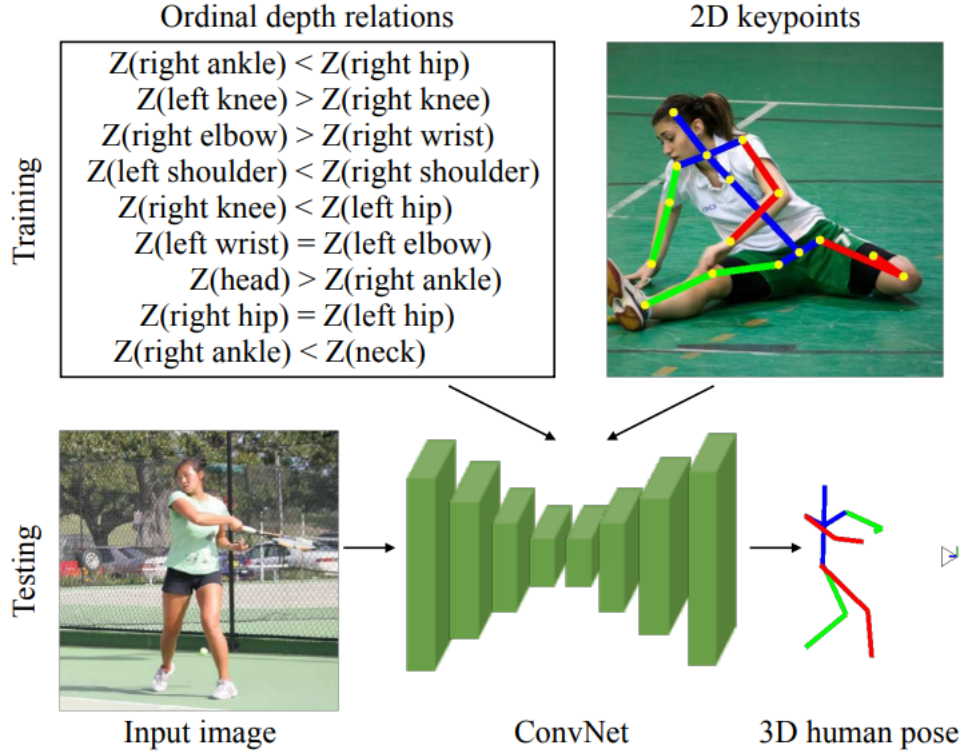 Ordinal depth relations
2D keypoints
Training
Z(right ankle) < Z(right hip)
Z(left knee) > Z(right knee)
Z(right elbow) > Z(right wrist)
Z(left shoulder) < Z(right shoulder)
Z(right knee) < Z(left hip)
Z(left wrist) = Z(left elbow)
Z(head) > Z(right ankle)
Z(right hip) = Z(left hip)
Z(right ankle) < Z(neck)
Testing
Input image
ConvNet
3D human pose